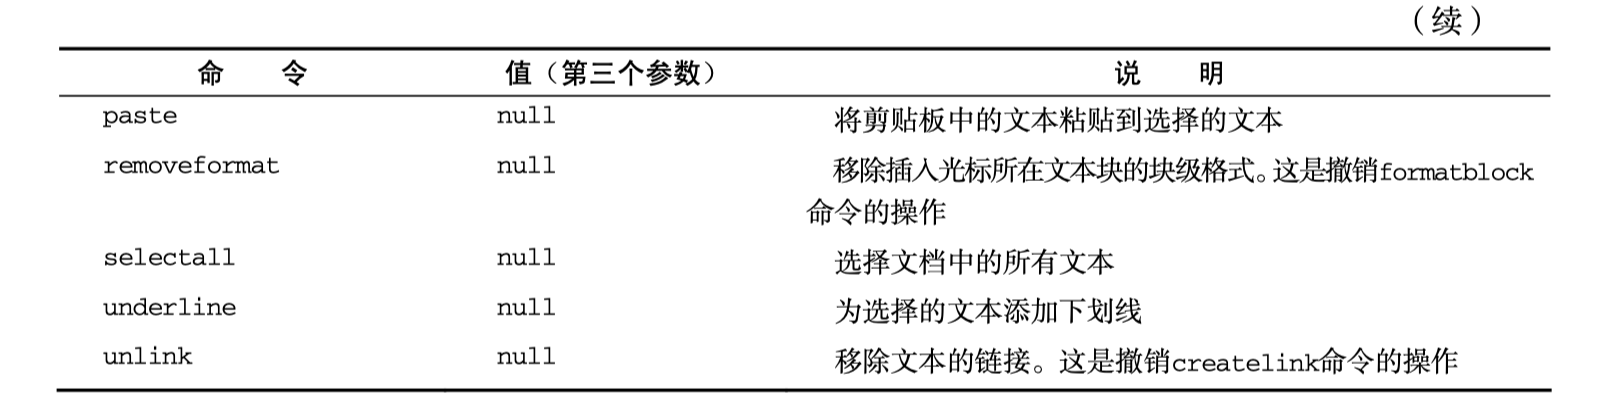 （续）
命 令 值（第三个参数） 说 明
paste null 将剪贴板中的文本粘贴到选择的文本
removeformat null 移除插入光标所在文本块的块级格式。这是撤销formatblock
命令的操作
selectall null 选择文档中的所有文本
underline null 为选择的文本添加下划线
unlink null 移除文本的链接。这是撤销createlink命令的操作